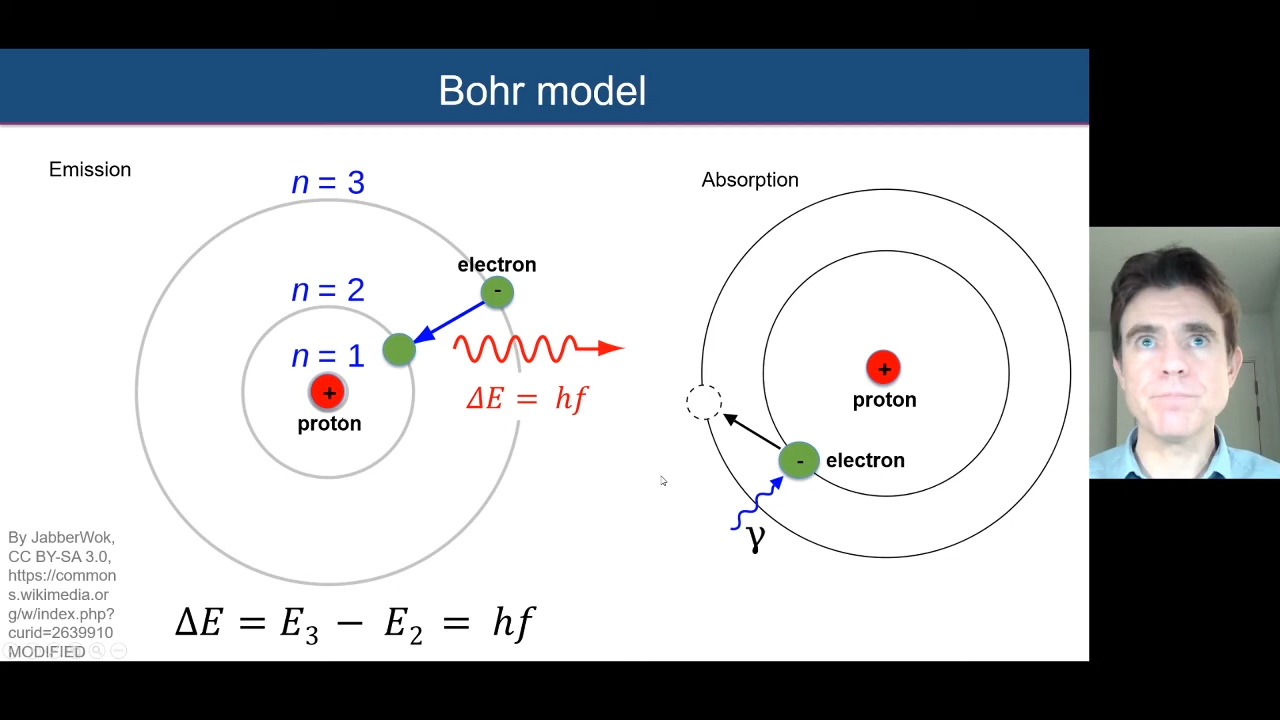 Bohr model
Emission
n = 3
electron
-
n = 2
n = 1
+
proton
ΔE = hf
ΔE = E₃ − E₂ = hf
By JabberWok,
CC BY-SA 3.0,
https://common
s.wikimedia.or
g/w/index.php?
curid=2639910
MODIFIED
Absorption
+
proton
-
electron
γ